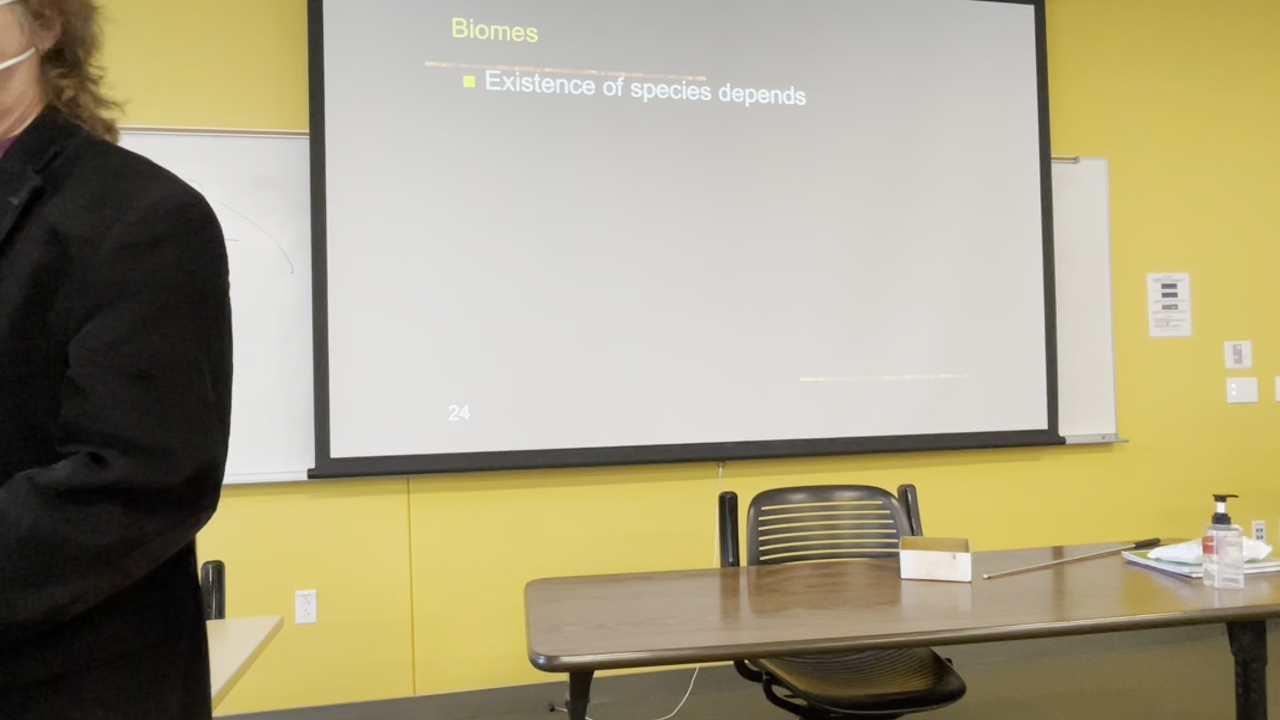 Biomes
Existence of species depends
24